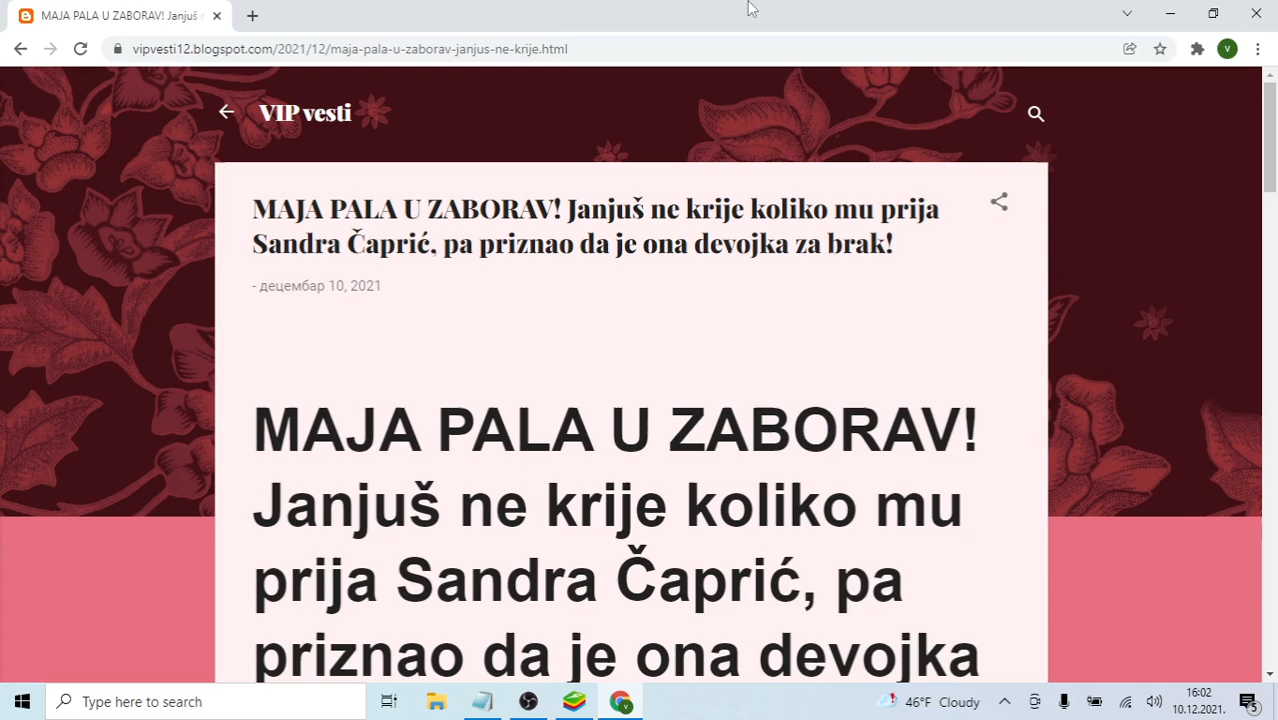 MAJA PALA U ZABORAV! Janjuš
vipvesti12.blogspot.com/2021/12/maja-pala-u-zaborav-janjus-ne-krije.html
V
VIP vesti
MAJA PALA U ZABORAV! Janjuš ne krije koliko mu prija
Sandra Čaprić, pa priznao da je ona devojka za brak!
- децембар 10, 2021
MAJA PALA U ZABORAV!
Janjuš ne krije koliko mu
prija Sandra Čaprić, pa
priznao da je ona devojka
Type here to search
V
46°F Cloudy
16:02
10.12.2021.
5